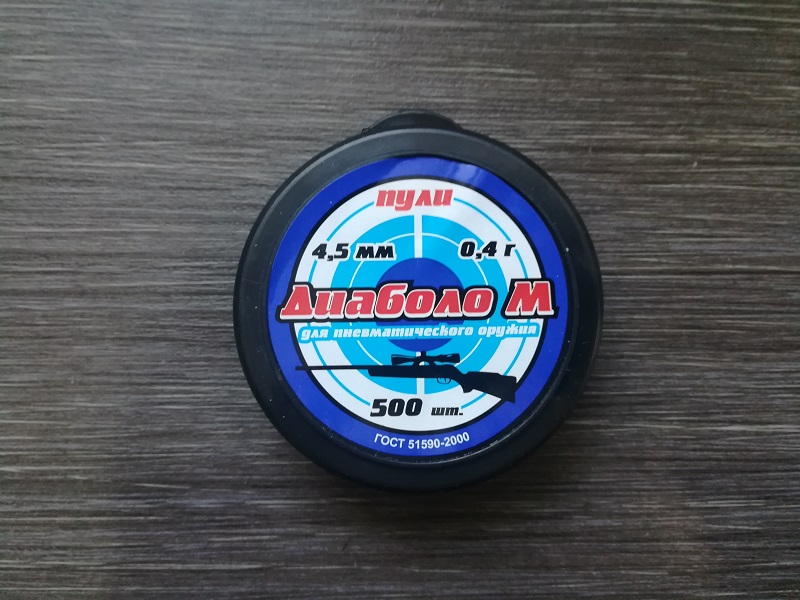 пули
4,5 мм 0,4 г
Диаболо М
для пневматического оружия
500 шт.
ГОСТ 51590-2000